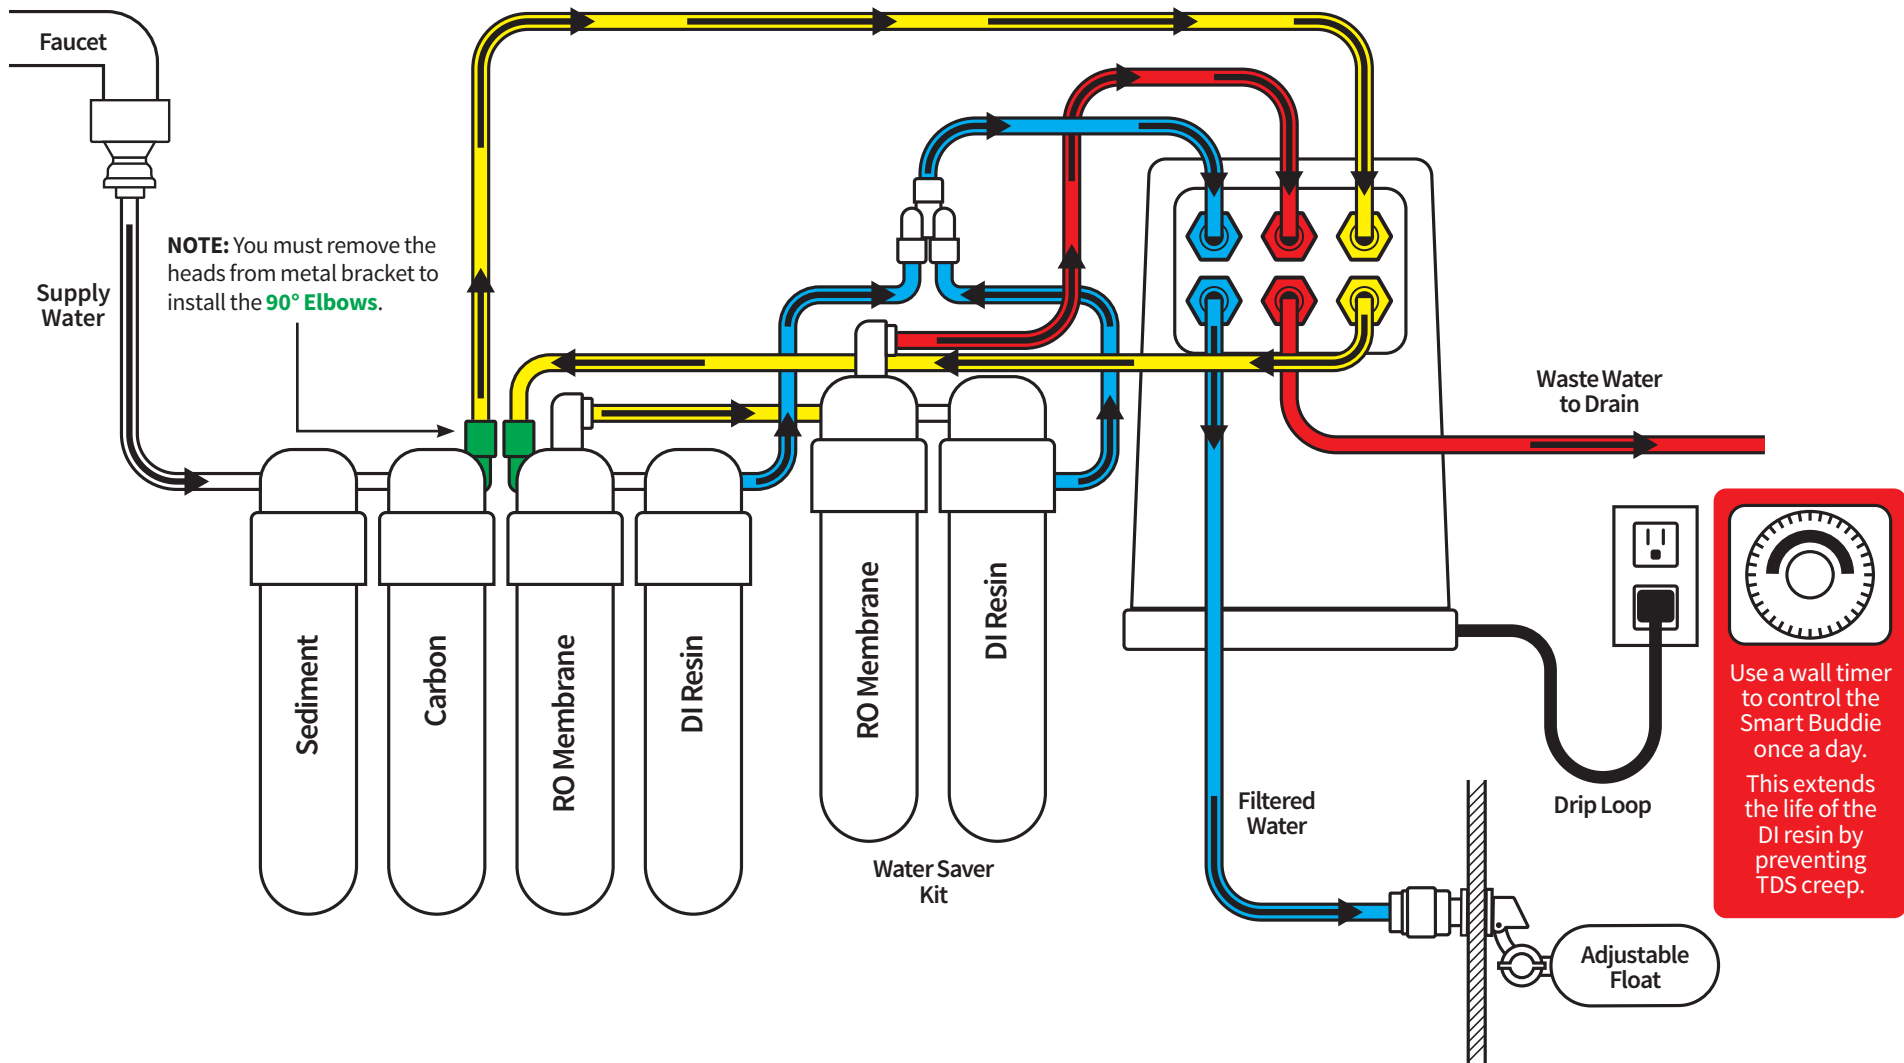 Faucet
NOTE: You must remove the
heads from metal bracket to
install the 90° Elbows.
Supply
Water
Waste Water
to Drain
Sediment
Carbon
RO Membrane
DI Resin
RO Membrane
DI Resin
Water Saver
Kit
Filtered
Water
Drip Loop
Use a wall timer
to control the
Smart Buddie
once a day.
This extends
the life of the
DI resin by
preventing
TDS creep.
Adjustable
Float